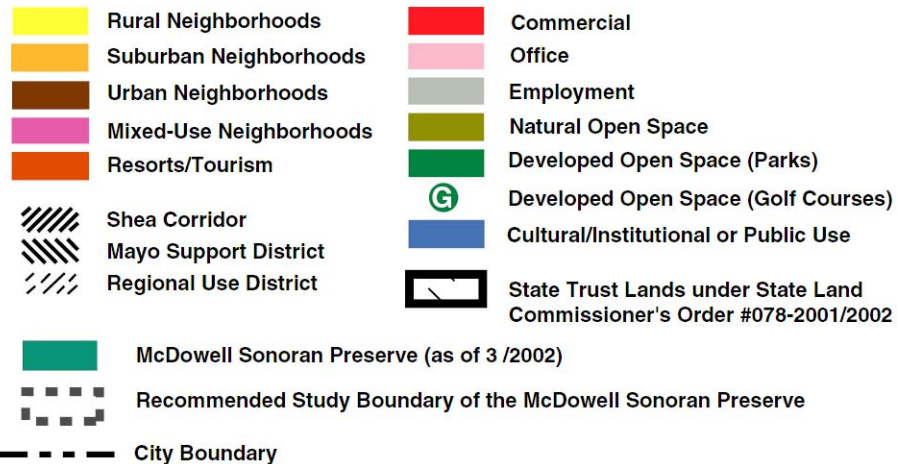 Rural Neighborhoods
Suburban Neighborhoods
Urban Neighborhoods
Mixed-Use Neighborhoods
Resorts/Tourism
Shea Corridor
Mayo Support District
Regional Use District
Commercial
Office
Employment
Natural Open Space
Developed Open Space (Parks)
G
Developed Open Space (Golf Courses)
Cultural/Institutional or Public Use
State Trust Lands under State Land
Commissioner's Order #078-2001/2002
McDowell Sonoran Preserve (as of 3 /2002)
Recommended Study Boundary of the McDowell Sonoran Preserve
City Boundary